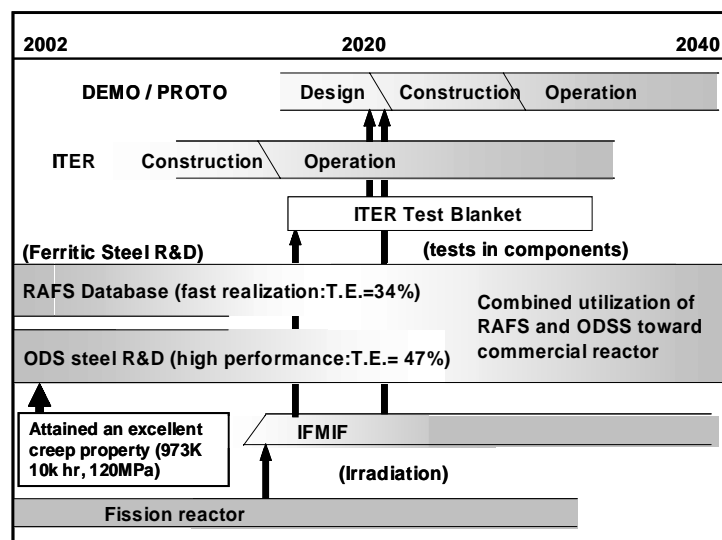 2002 2020 2040
DEMO / PROTO Design Construction Operation
ITER Construction Operation
ITER Test Blanket
(Ferritic Steel R&D) (tests in components)
RAFS Database (fast realization:T.E.=34%)
Combined utilization of
RAFS and ODSS toward
commercial reactor
ODS steel R&D (high performance:T.E.= 47%)
Attained an excellent
creep property (973K
10k hr, 120MPa)
IFMIF
(Irradiation)
Fission reactor